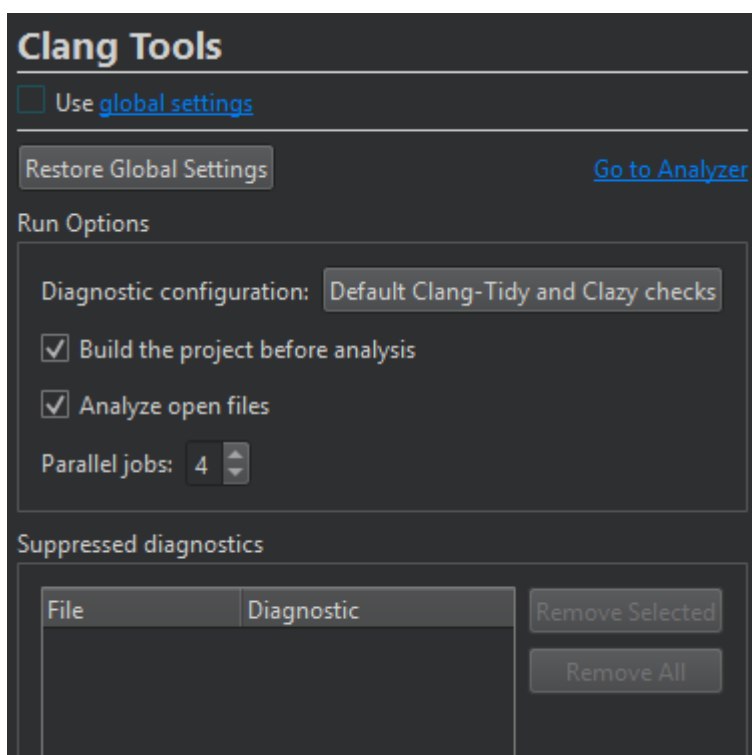 Clang Tools
Use global settings
Restore Global Settings Go to Analyzer
Run Options
Diagnostic configuration: Default Clang-Tidy and Clazy checks
Build the project before analysis
Analyze open files
Parallel jobs: 4
Suppressed diagnostics
File Diagnostic Remove Selected
Remove All